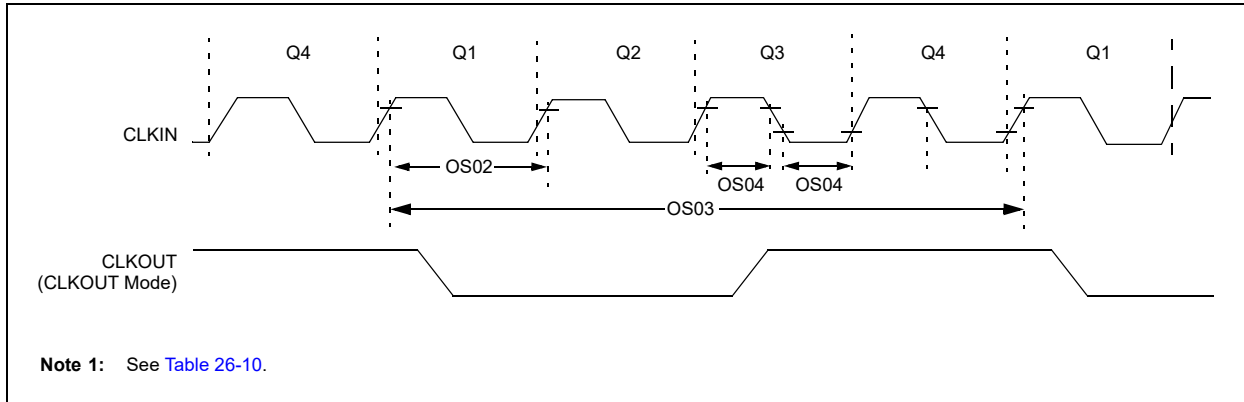 Q4 Q1 Q2 Q3 Q4 Q1
CLKIN
OS02
OS04 OS04
OS03
CLKOUT
(CLKOUT Mode)
Note 1: See Table 26-10.